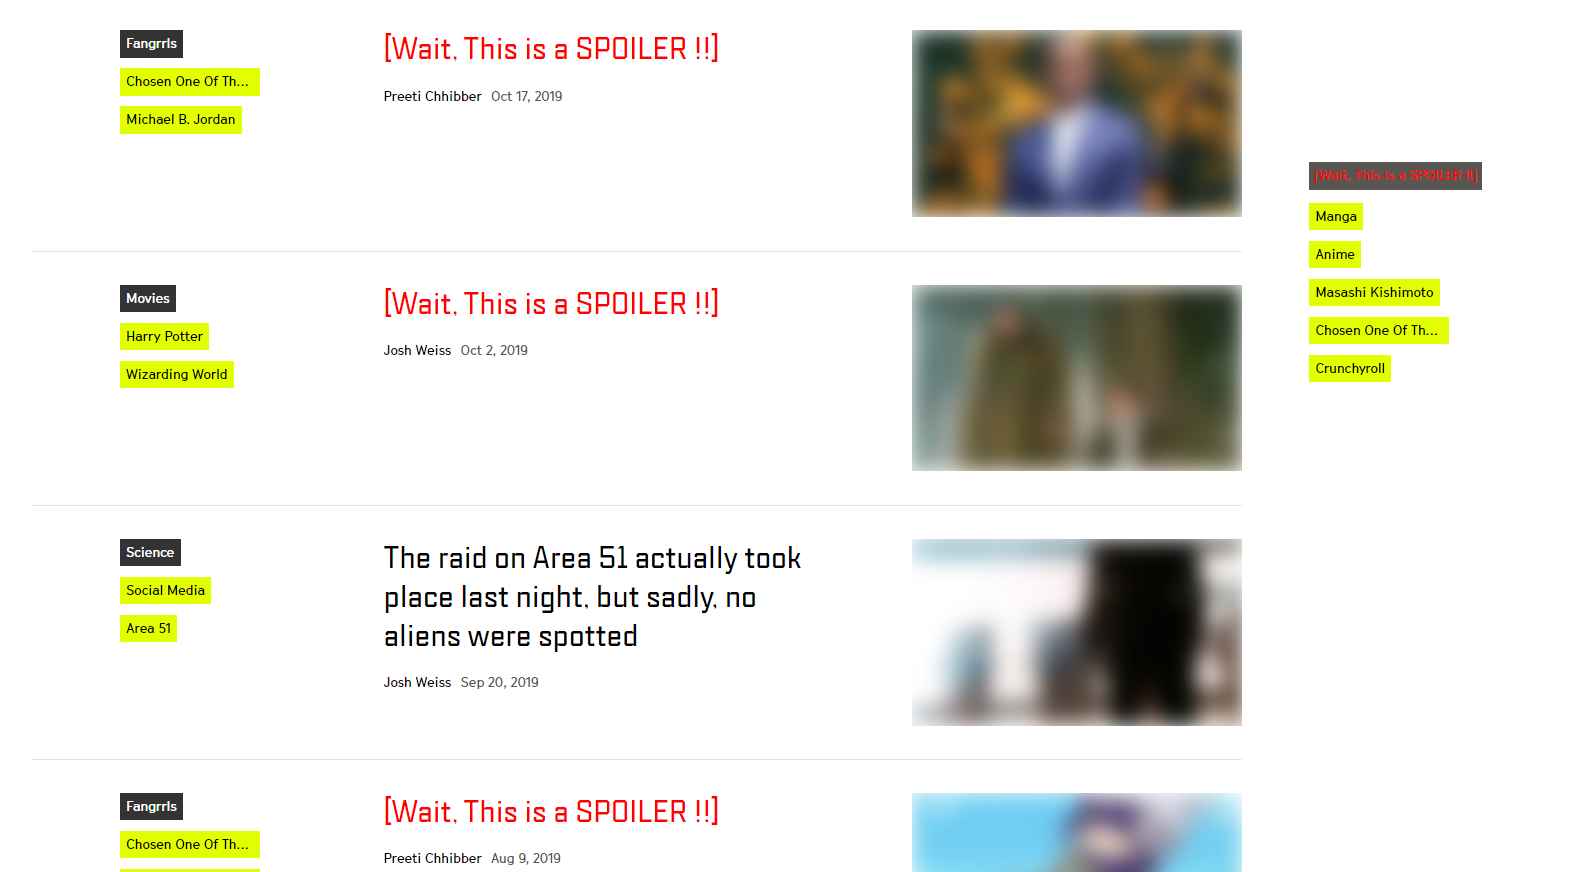 Fangrrls
Chosen One Of Th...
Michael B. Jordan
[Wait, This is a SPOILER !!]
Preeti Chhibber Oct 17, 2019
Movies
Harry Potter
Wizarding World
[Wait, This is a SPOILER !!]
Josh Weiss Oct 2, 2019
Science
Social Media
Area 51
The raid on Area 51 actually took
place last night, but sadly, no
aliens were spotted
Josh Weiss Sep 20, 2019
Fangrrls
Chosen One Of Th...
[Wait, This is a SPOILER !!]
Preeti Chhibber Aug 9, 2019
[Wait, This is a SPOILER !!]
Manga
Anime
Masashi Kishimoto
Chosen One Of Th...
Crunchyroll